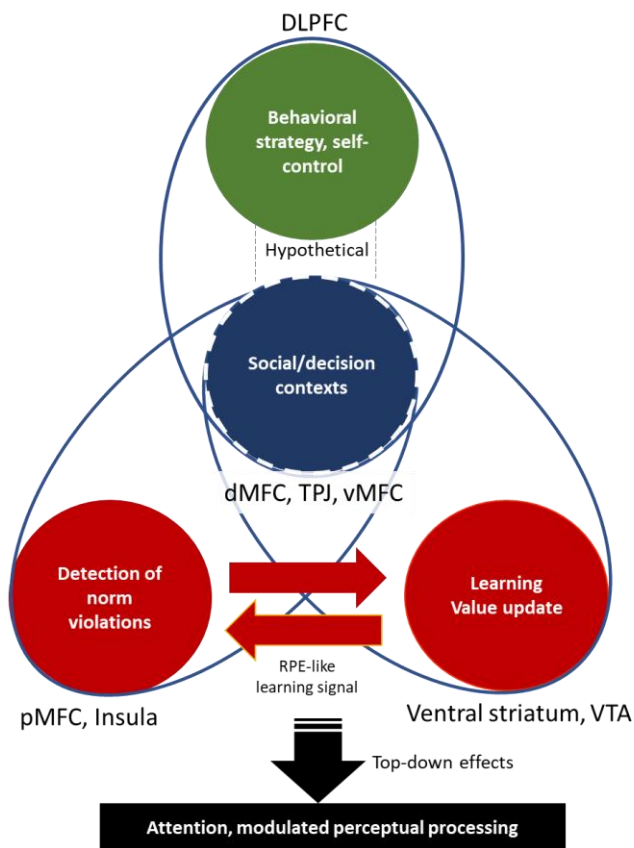 DLPFC
Behavioral
strategy, self-
control
Hypothetical
Social/decision
contexts
dMFC, TPJ, vMFC
Detection of
norm
violations
Learning
Value update
RPE-like
learning signal
pMFC, Insula
Ventral striatum, VTA
Top-down effects
Attention, modulated perceptual processing